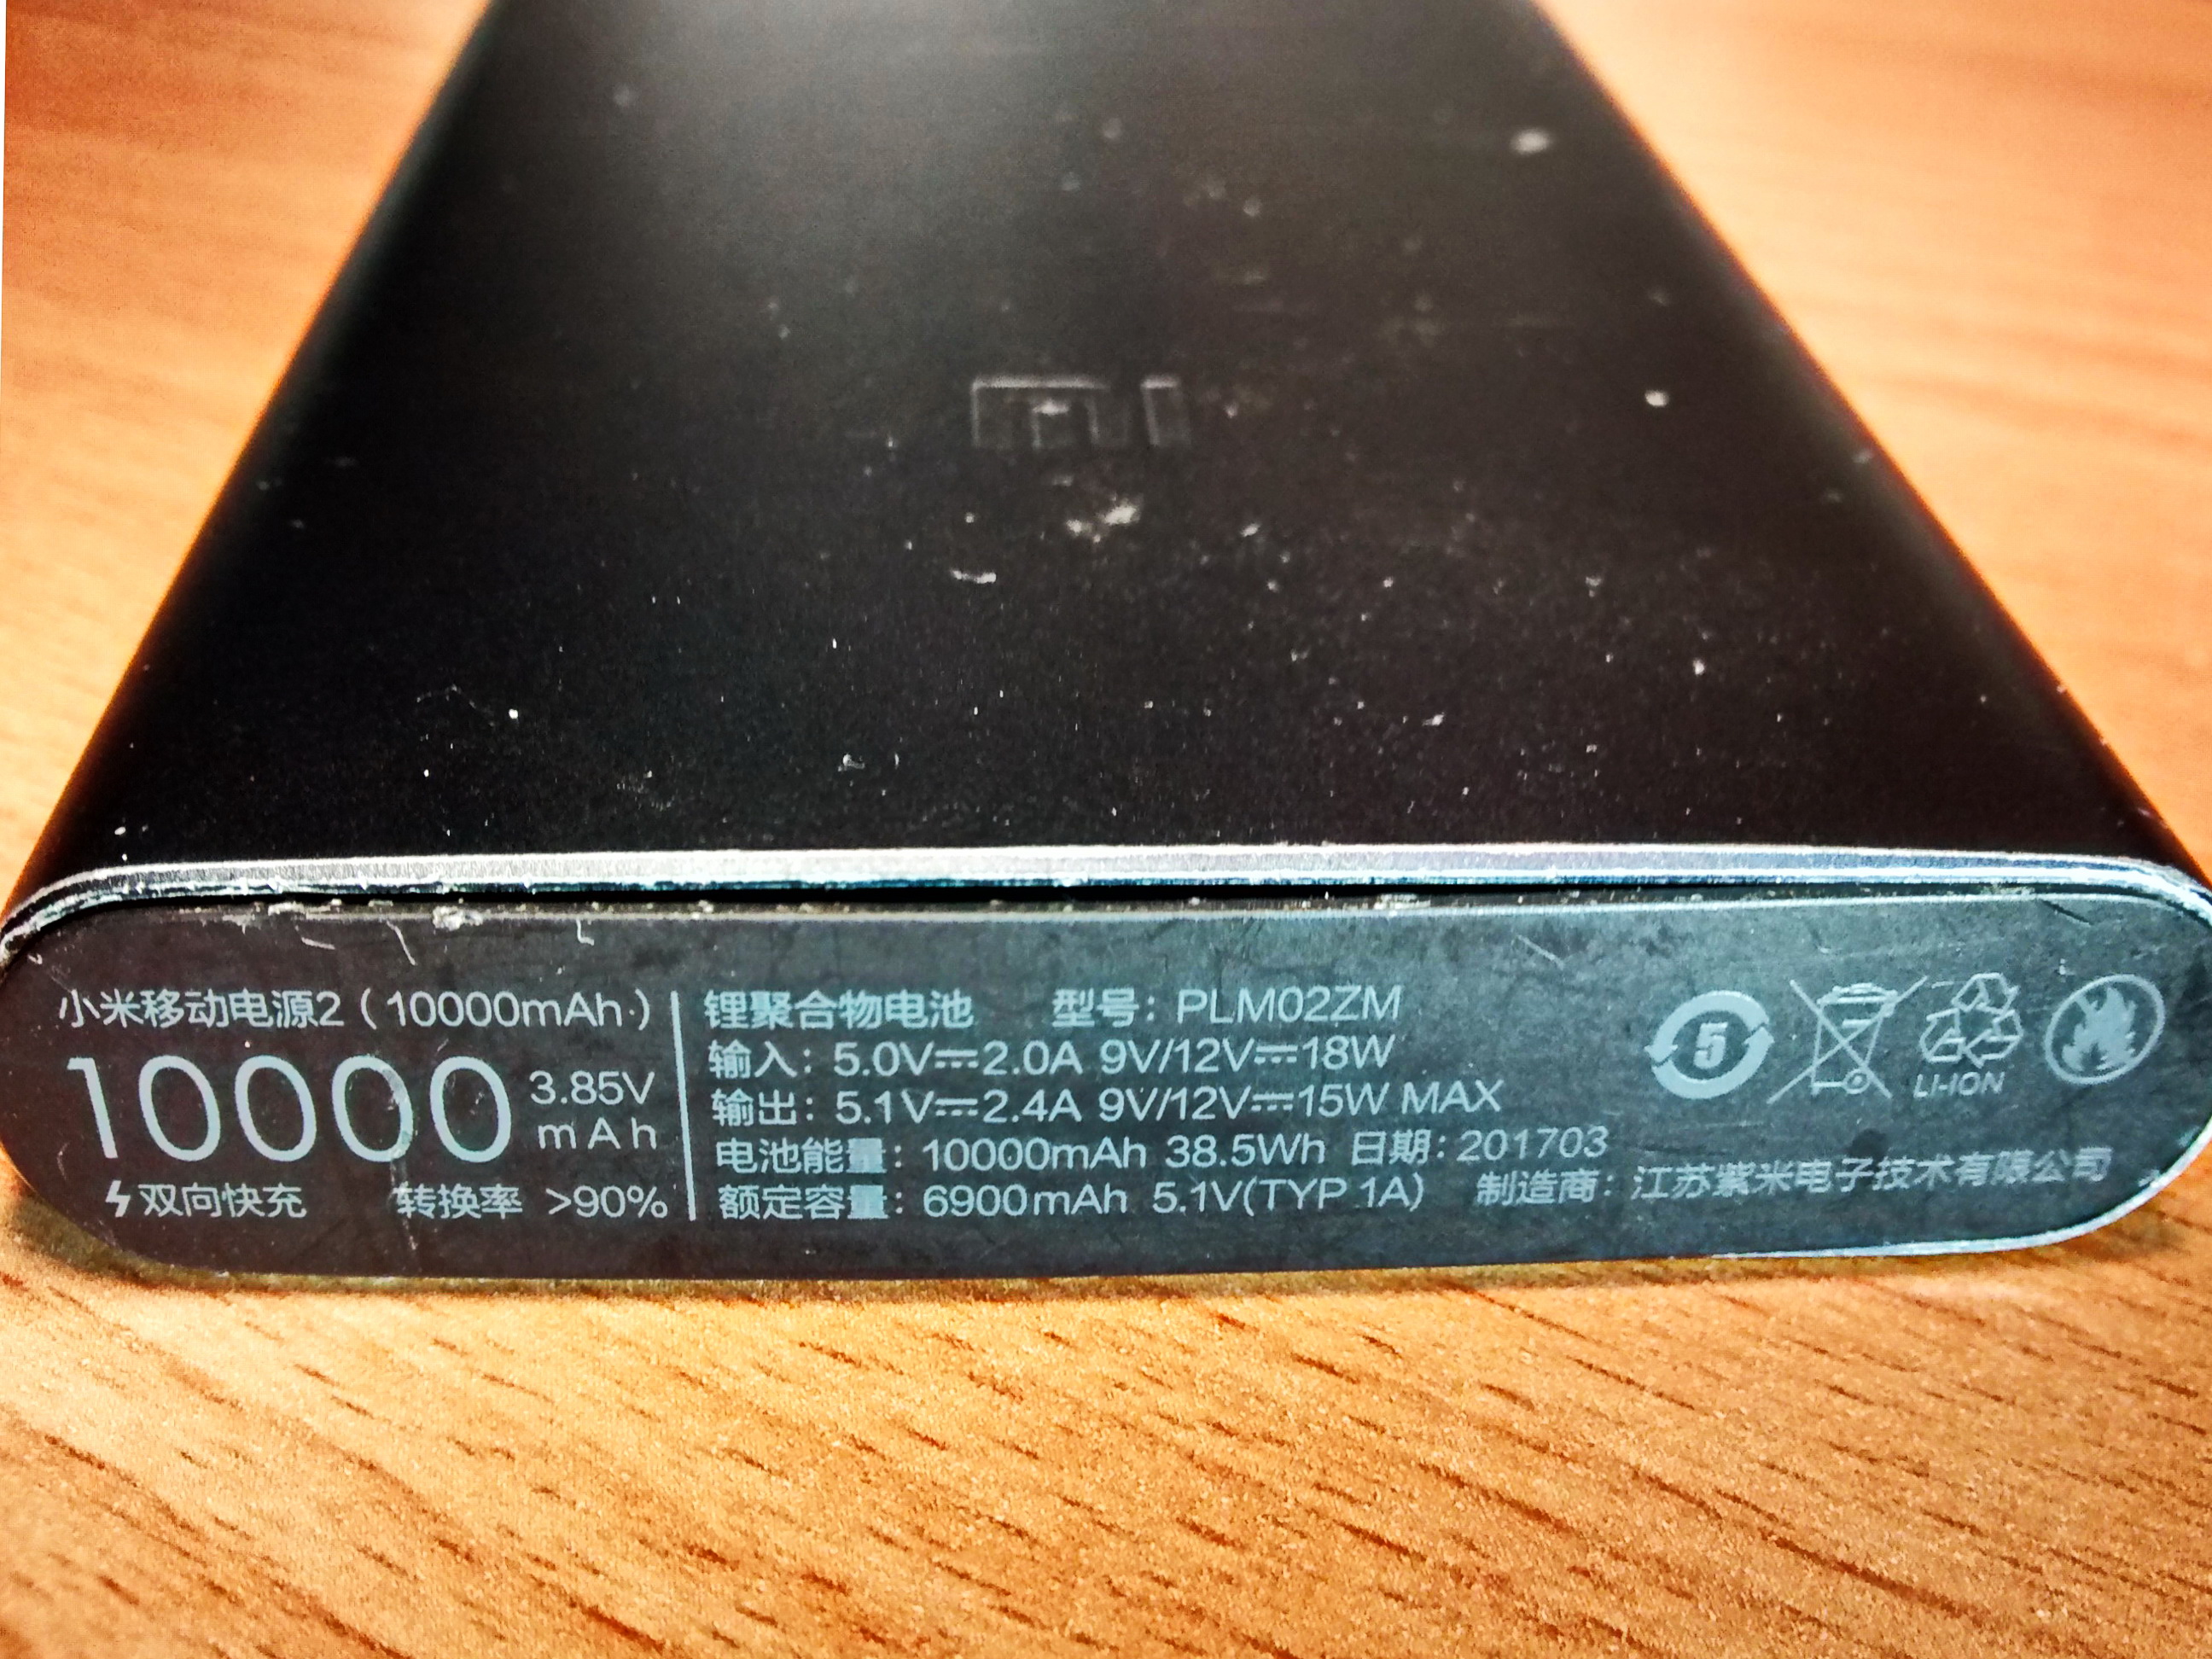 MI
小米移动电源2（10000mAh）
10000 3.85V mAh
双向快充 转换率 >90%
锂聚合物电池 型号：PLM02ZM
输入：5.0V⎓2.0A 9V/12V⎓18W
输出：5.1V⎓2.4A 9V/12V⎓15W MAX
电池能量：10000mAh 38.5Wh 日期：201703
额定容量：6900mAh 5.1V(TYP 1A) 制造商：江苏紫米电子技术有限公司
5
LI-ION